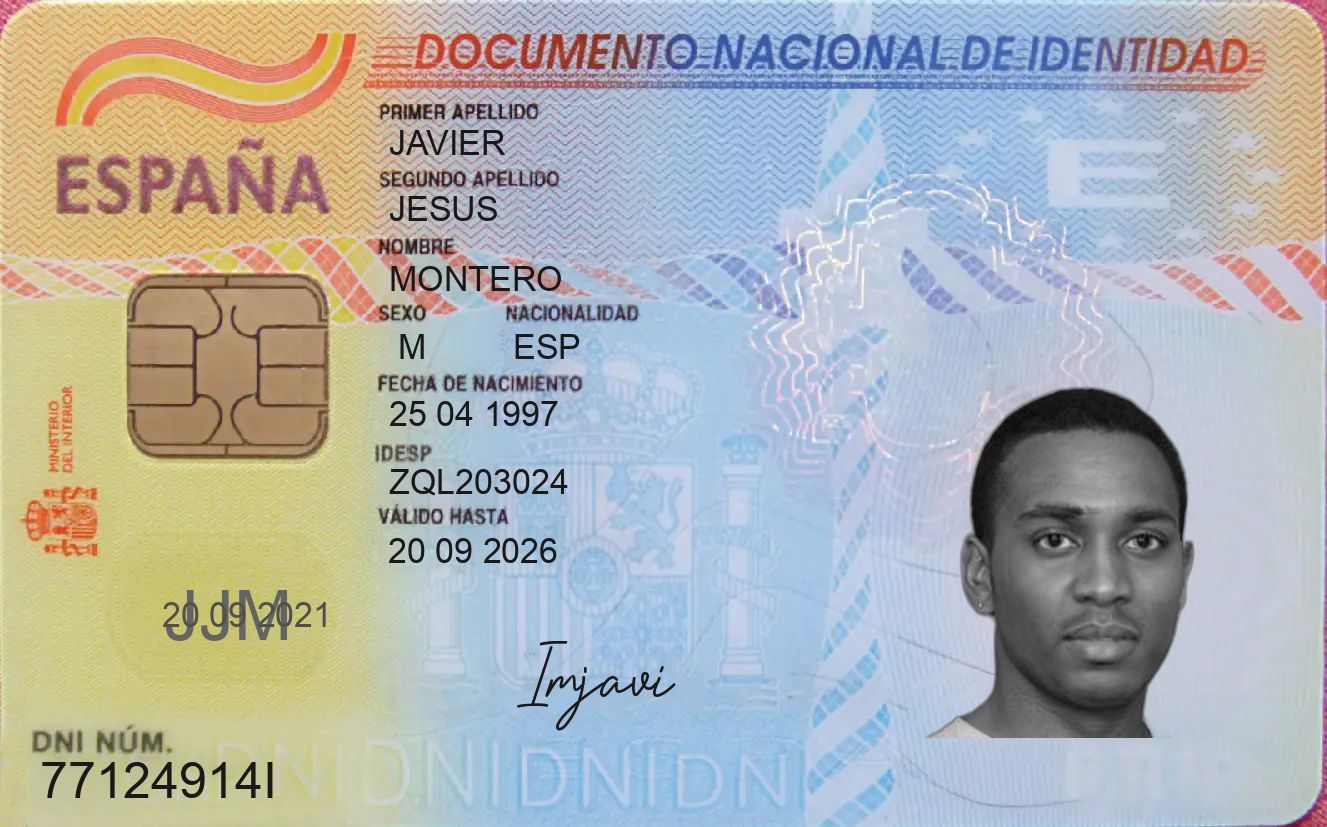 DOCUMENTO NACIONAL DE IDENTIDAD
ESPAÑA
PRIMER APELLIDO
JAVIER
SEGUNDO APELLIDO
JESUS
NOMBRE
MONTERO
SEXO NACIONALIDAD
M ESP
FECHA DE NACIMIENTO
25 04 1997
IDESP
ZQL203024
VÁLIDO HASTA
20 09 2026
MINISTERIO
DEL INTERIOR
E
20 09 2021
JJM
Imjavi
DNI NÚM.
77124914I
DNIDNIDNIDNI